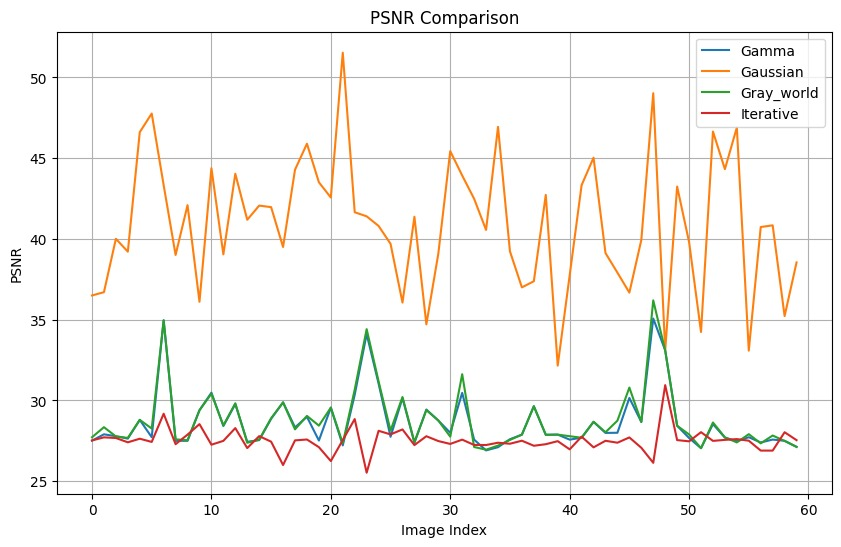 PSNR Comparison
Gamma
Gaussian
Gray_world
Iterative
PSNR
50
45
40
35
30
25
0
10
20
30
40
50
60
Image Index